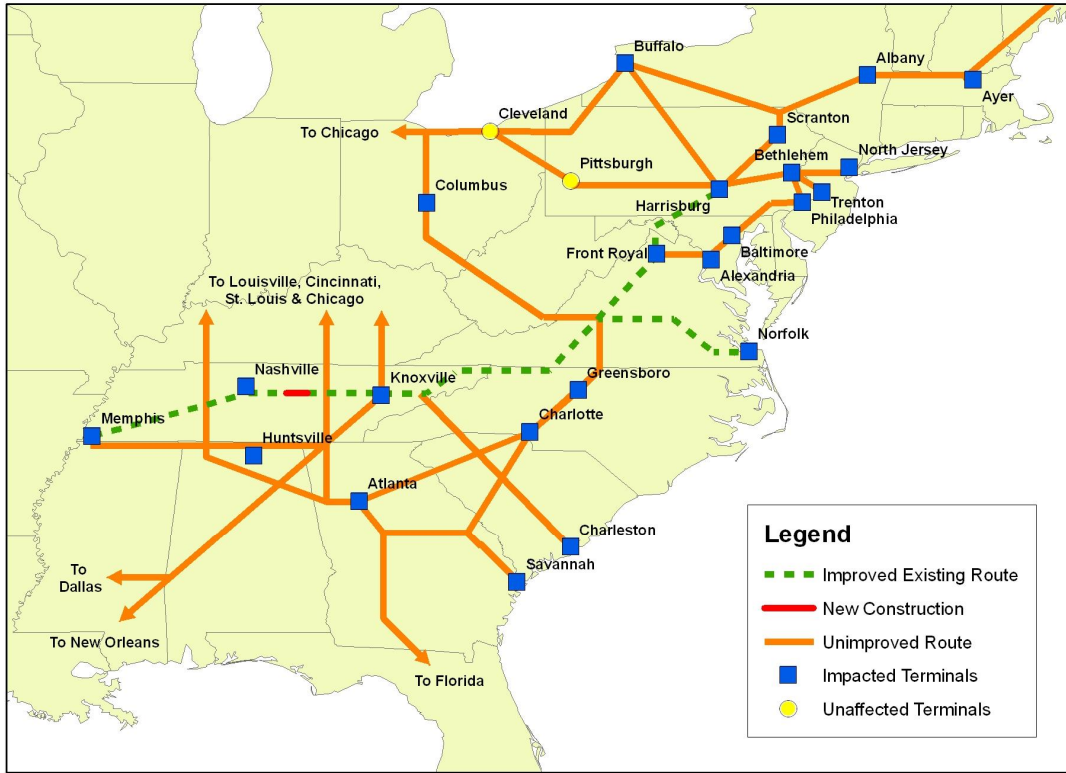 Buffalo
Albany
Ayer
Cleveland
To Chicago
Scranton
Pittsburgh
Bethlehem
North Jersey
Columbus
Harrisburg
Trenton
Philadelphia
Front Royal
Baltimore
Alexandria
To Louisville, Cincinnati,
St. Louis & Chicago
Norfolk
Nashville
Knoxville
Greensboro
Memphis
Charlotte
Huntsville
Atlanta
Charleston
Savannah
To
Dallas
To New Orleans
To Florida
Legend
Improved Existing Route
New Construction
Unimproved Route
Impacted Terminals
Unaffected Terminals